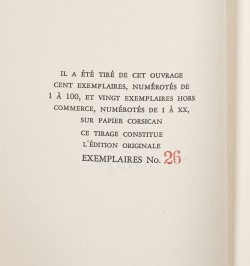 IL A ÉTÉ TIRÉ DE CET OUVRAGE
CENT EXEMPLAIRES, NUMÉROTÉS DE
1 À 100, ET VINGT EXEMPLAIRES HORS
COMMERCE, NUMÉROTÉS DE 1 À XX,
SUR PAPIER CORSICAN
CE TIRAGE CONSTITUE
L'ÉDITION ORIGINALE
EXEMPLAIRES No. 26